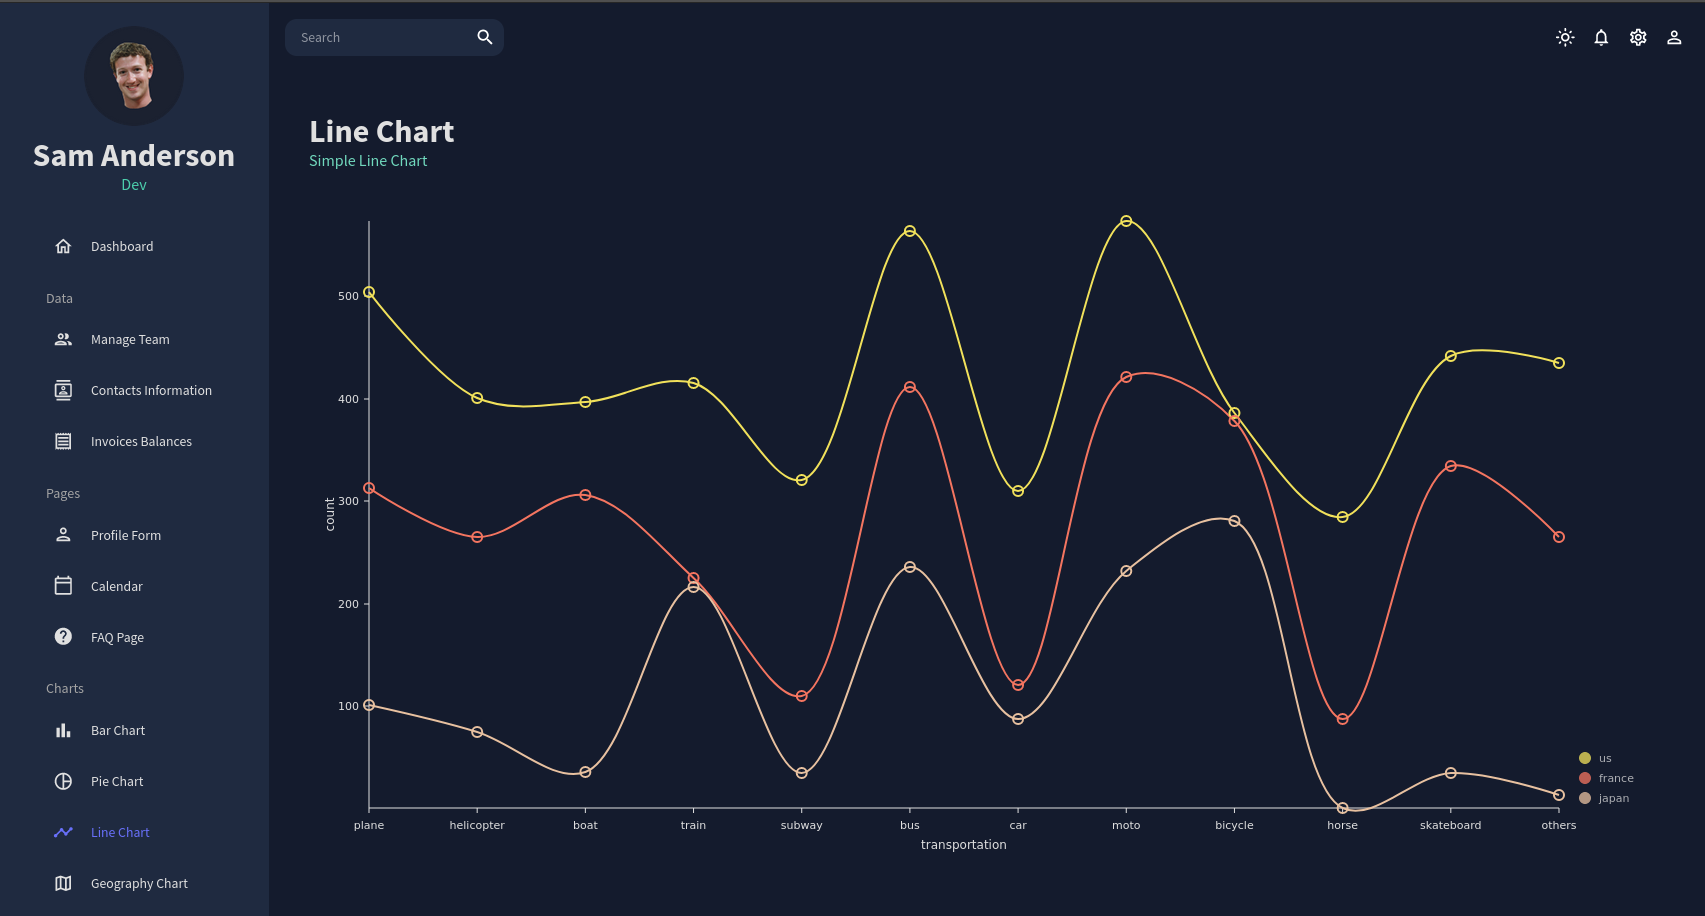 Sam Anderson
Dev
Dashboard
Data
Manage Team
Contacts Information
Invoices Balances
Pages
Profile Form
Calendar
FAQ Page
Charts
Bar Chart
Pie Chart
Line Chart
Geography Chart
Search
Line Chart
Simple Line Chart
500
400
300
200
100
count
plane helicopter boat train subway bus car moto bicycle horse skateboard others
transportation
us
france
japan